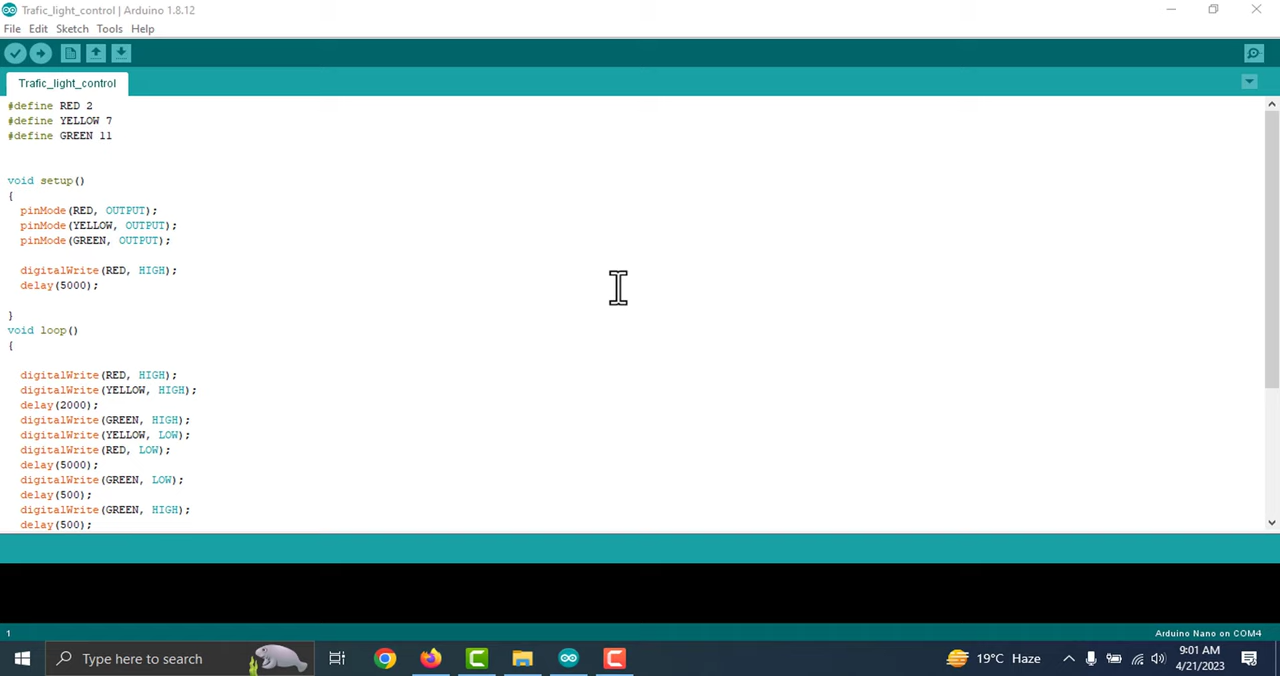 Trafic_light_control | Arduino 1.8.12
File Edit Sketch Tools Help
Trafic_light_control
#define RED 2
#define YELLOW 7
#define GREEN 11
void setup()
{
pinMode(RED, OUTPUT);
pinMode(YELLOW, OUTPUT);
pinMode(GREEN, OUTPUT);
digitalWrite(RED, HIGH);
delay(5000);
}
void loop()
{
digitalWrite(RED, HIGH);
digitalWrite(YELLOW, HIGH);
delay(2000);
digitalWrite(GREEN, HIGH);
digitalWrite(YELLOW, LOW);
digitalWrite(RED, LOW);
delay(5000);
digitalWrite(GREEN, LOW);
delay(500);
digitalWrite(GREEN, HIGH);
delay(500);
1
Arduino Nano on COM4
Type here to search
19°C Haze
9:01 AM
4/21/2023